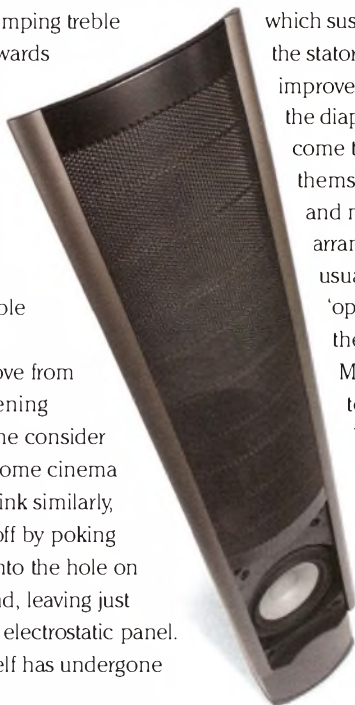 mping treble
wards
ble
ove from
ening
ne consider
ome cinema
ink similarly,
off by poking
nto the hole on
nd, leaving just
electrostatic panel.
elf has undergone
which sus
the stator
improve
the diap
come t
thems
and r
arran
usua
'op
the
M
t